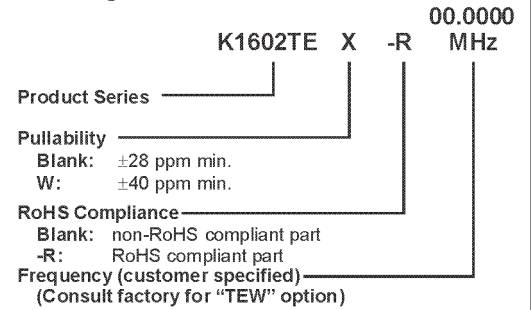 00.0000
K1602TE X -R MHz
Product Series
Pullability
Blank: ±28 ppm min.
W: ±40 ppm min.
RoHS Compliance
Blank: non-RoHS compliant part
-R: RoHS compliant part
Frequency (customer specified)
(Consult factory for “TEW” option)